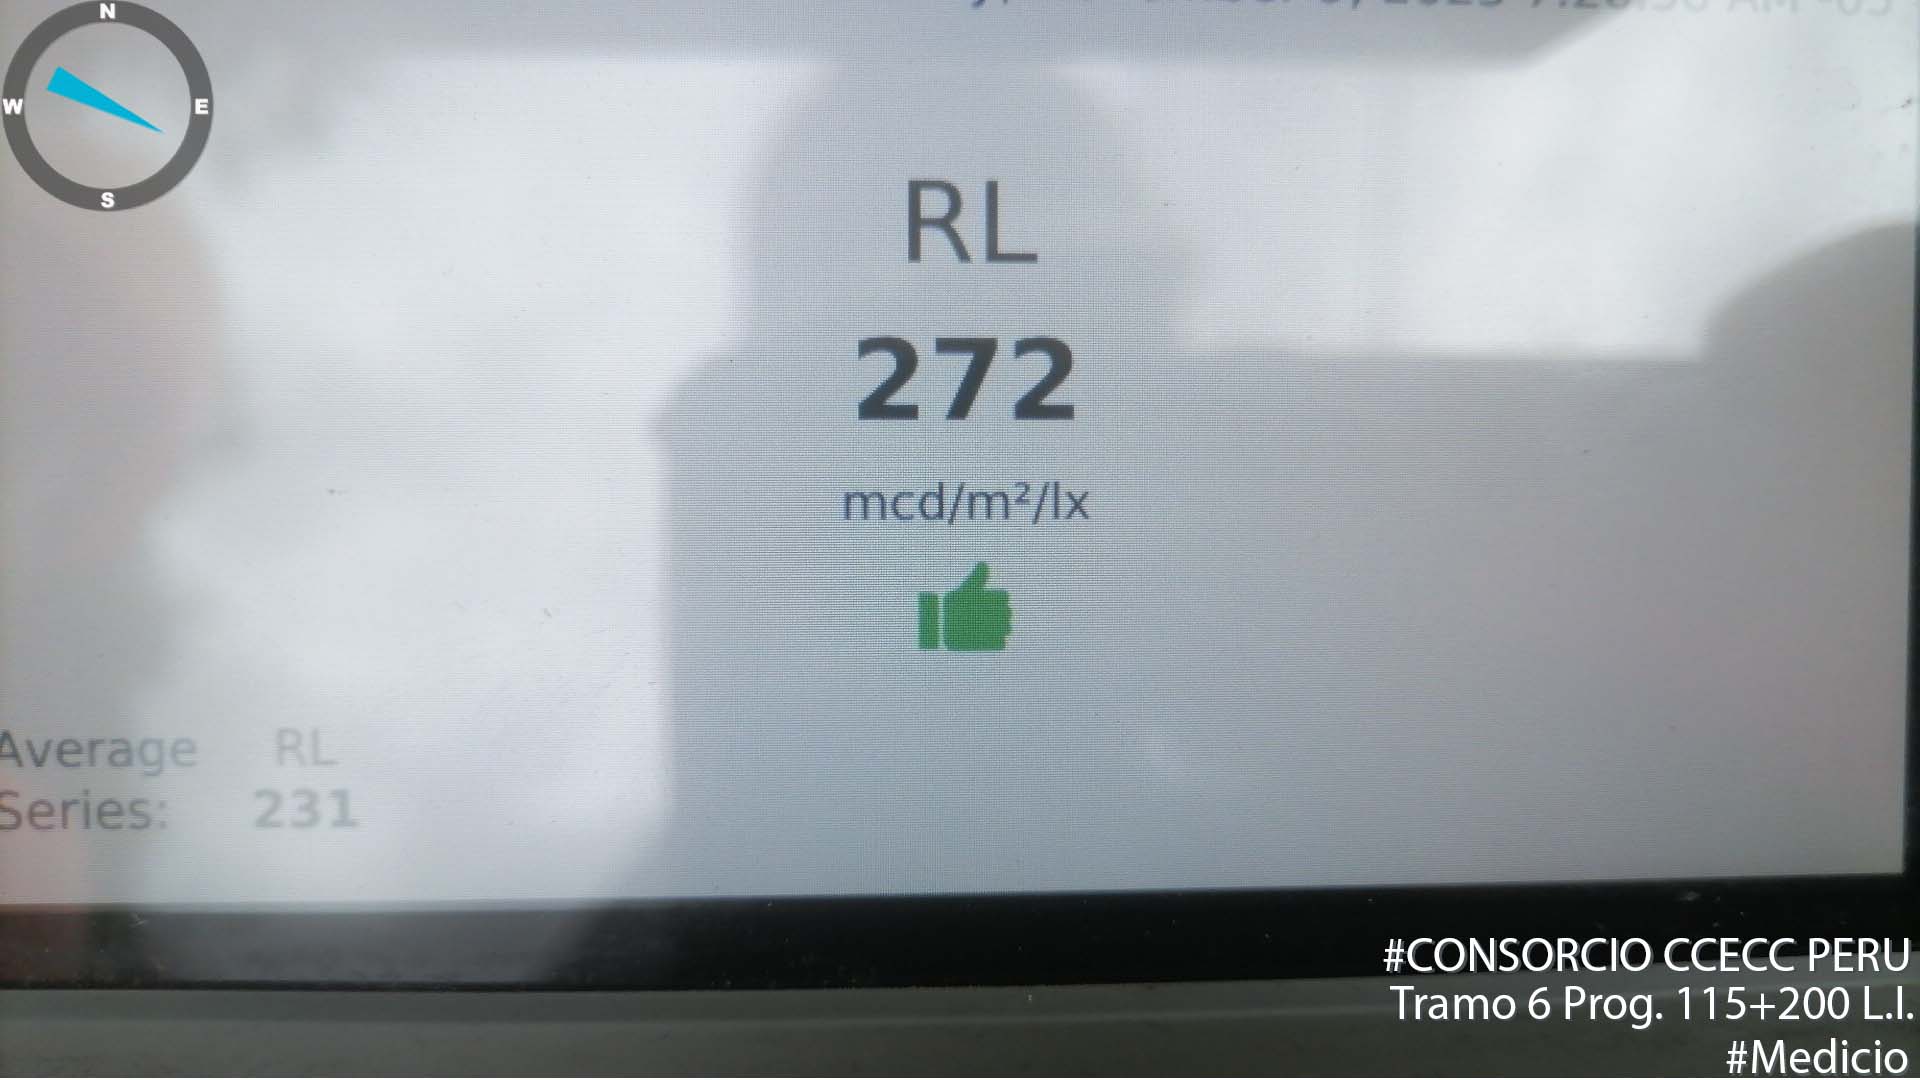 N
W
E
S
RL
272
mcd/m²/lx
Average RL
Series: 231
#CONSORCIO CCECC PERU
Tramo 6 Prog. 115+200 L.I.
#Medicio